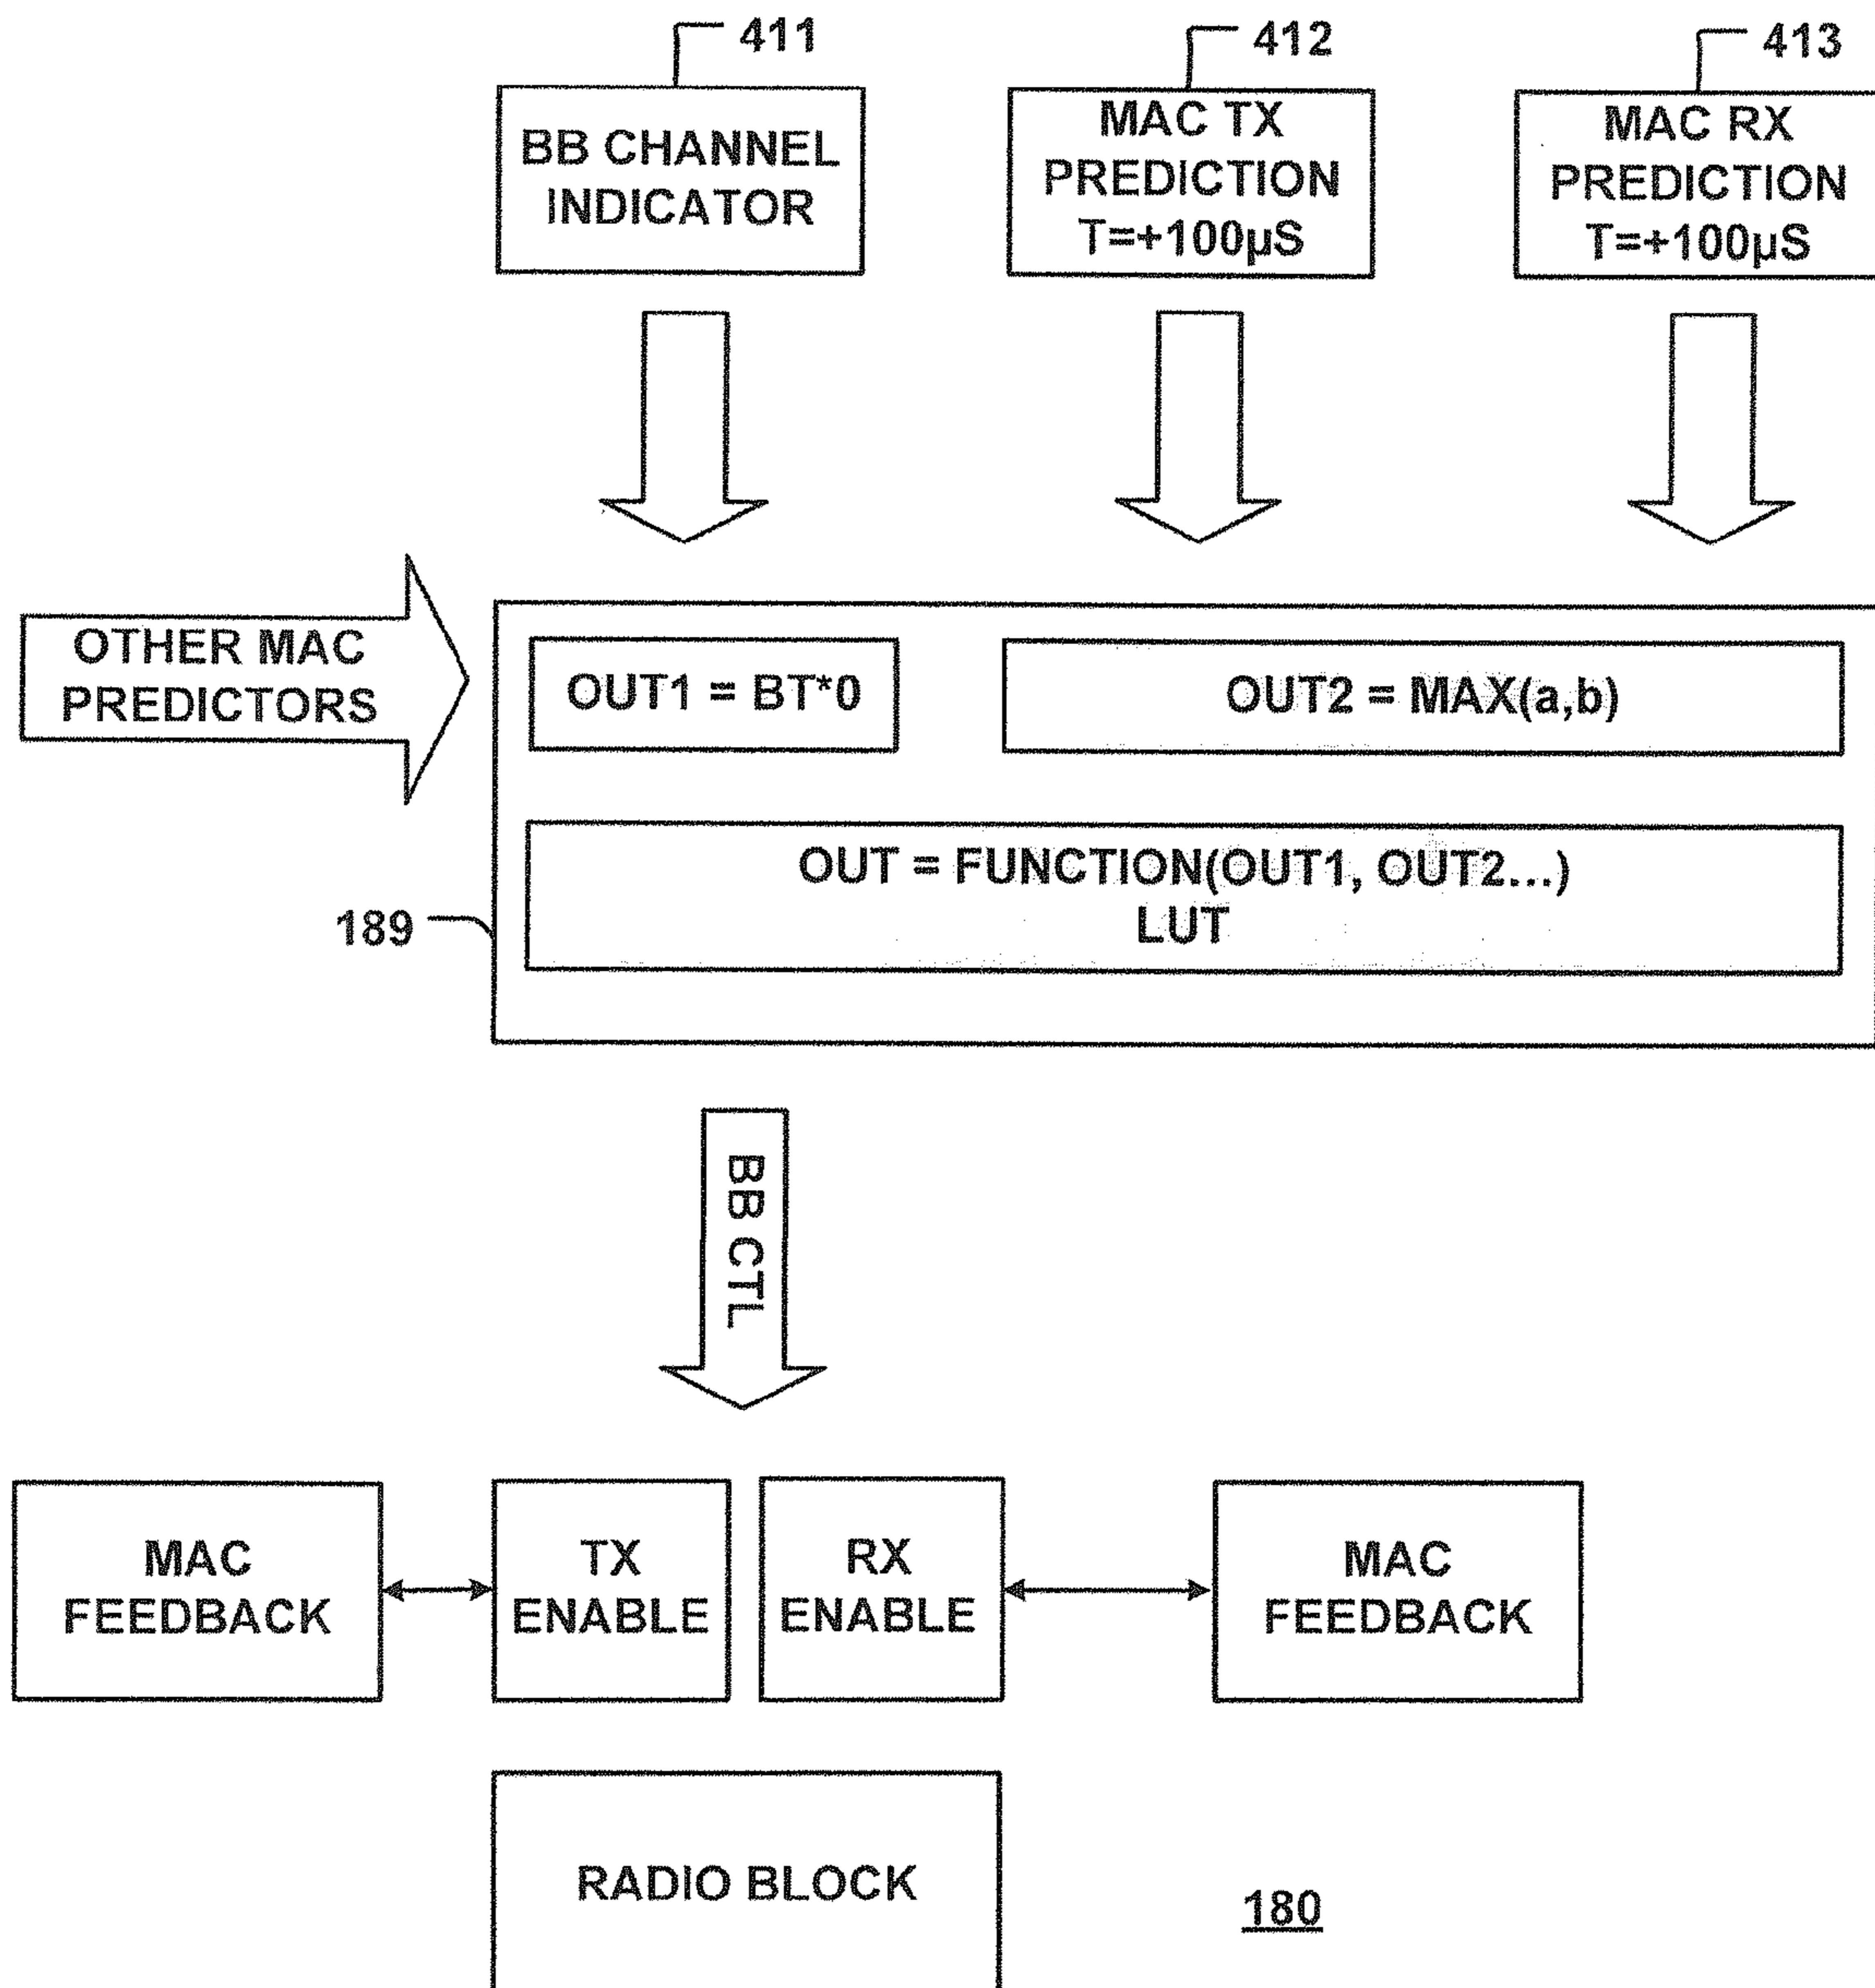 411
412
413
BB CHANNEL
INDICATOR
MAC TX
PREDICTION
T=+100µS
MAC RX
PREDICTION
T=+100µS
OTHER MAC
PREDICTORS
OUT1 = BT*0
OUT2 = MAX(a,b)
OUT = FUNCTION(OUT1, OUT2...)
LUT
189
BB CTL
MAC
FEEDBACK
TX
ENABLE
RX
ENABLE
MAC
FEEDBACK
RADIO BLOCK
180